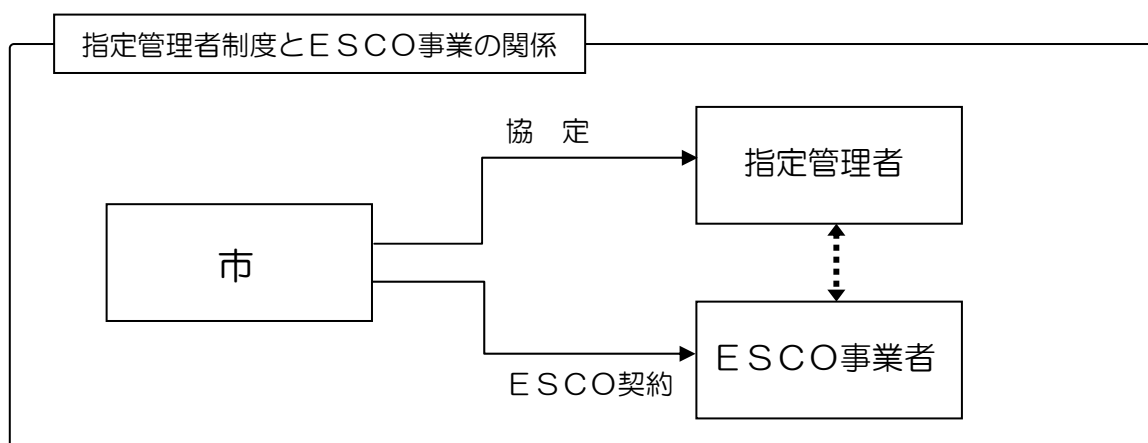 指定管理者制度とＥＳＣＯ事業の関係
協　定
指定管理者
市
ＥＳＣＯ事業者
ＥＳＣＯ契約